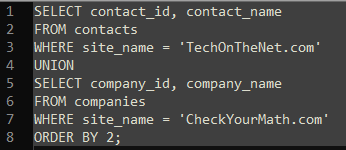 1 SELECT contact_id, contact_name
2 FROM contacts
3 WHERE site_name = 'TechOnTheNet.com'
4 UNION
5 SELECT company_id, company_name
6 FROM companies
7 WHERE site_name = 'CheckYourMath.com'
8 ORDER BY 2;